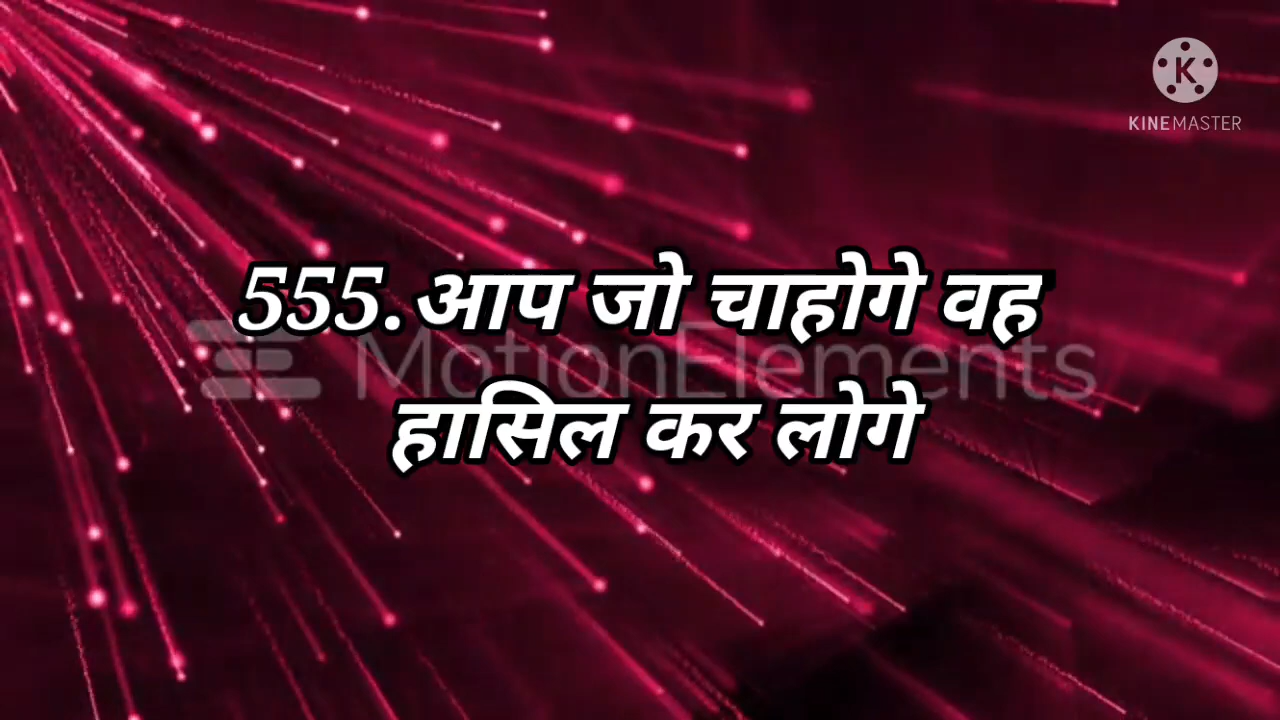 KINEMASTER
555.आप जो चाहोगे वह
MotionElements
हासिल कर लोगे